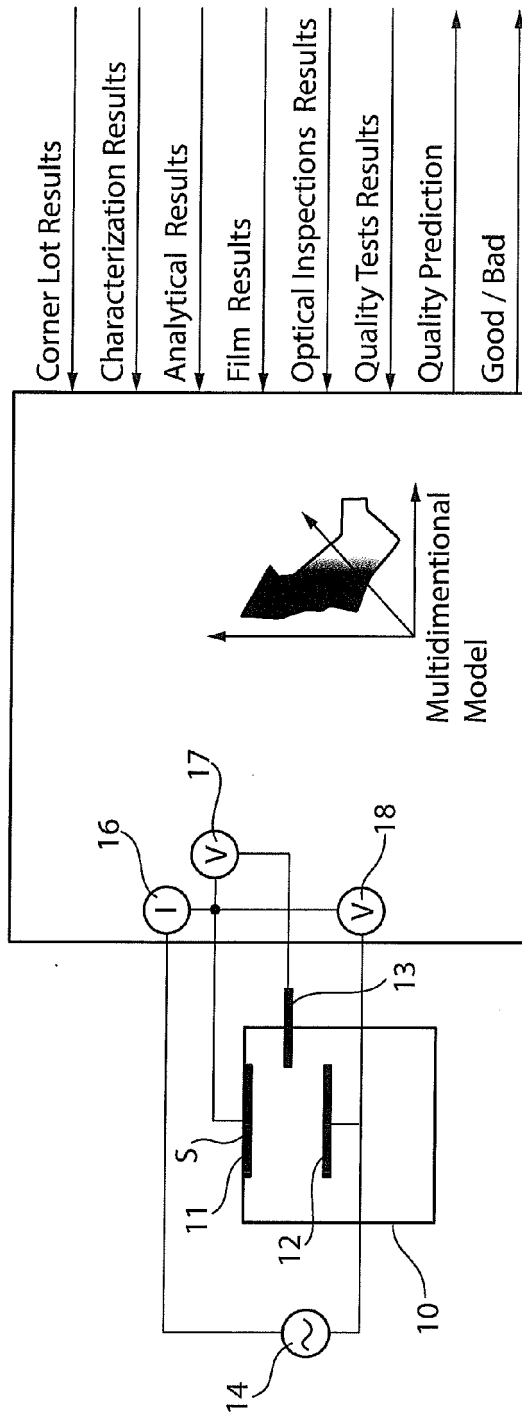 Corner Lot Results
Characterization Results
Analytical Results
Film Results
Optical Inspections Results
Quality Tests Results
Quality Prediction
Good / Bad
Multidimentional
Model
16
I
17
V
18
V
14
11
S
13
12
10